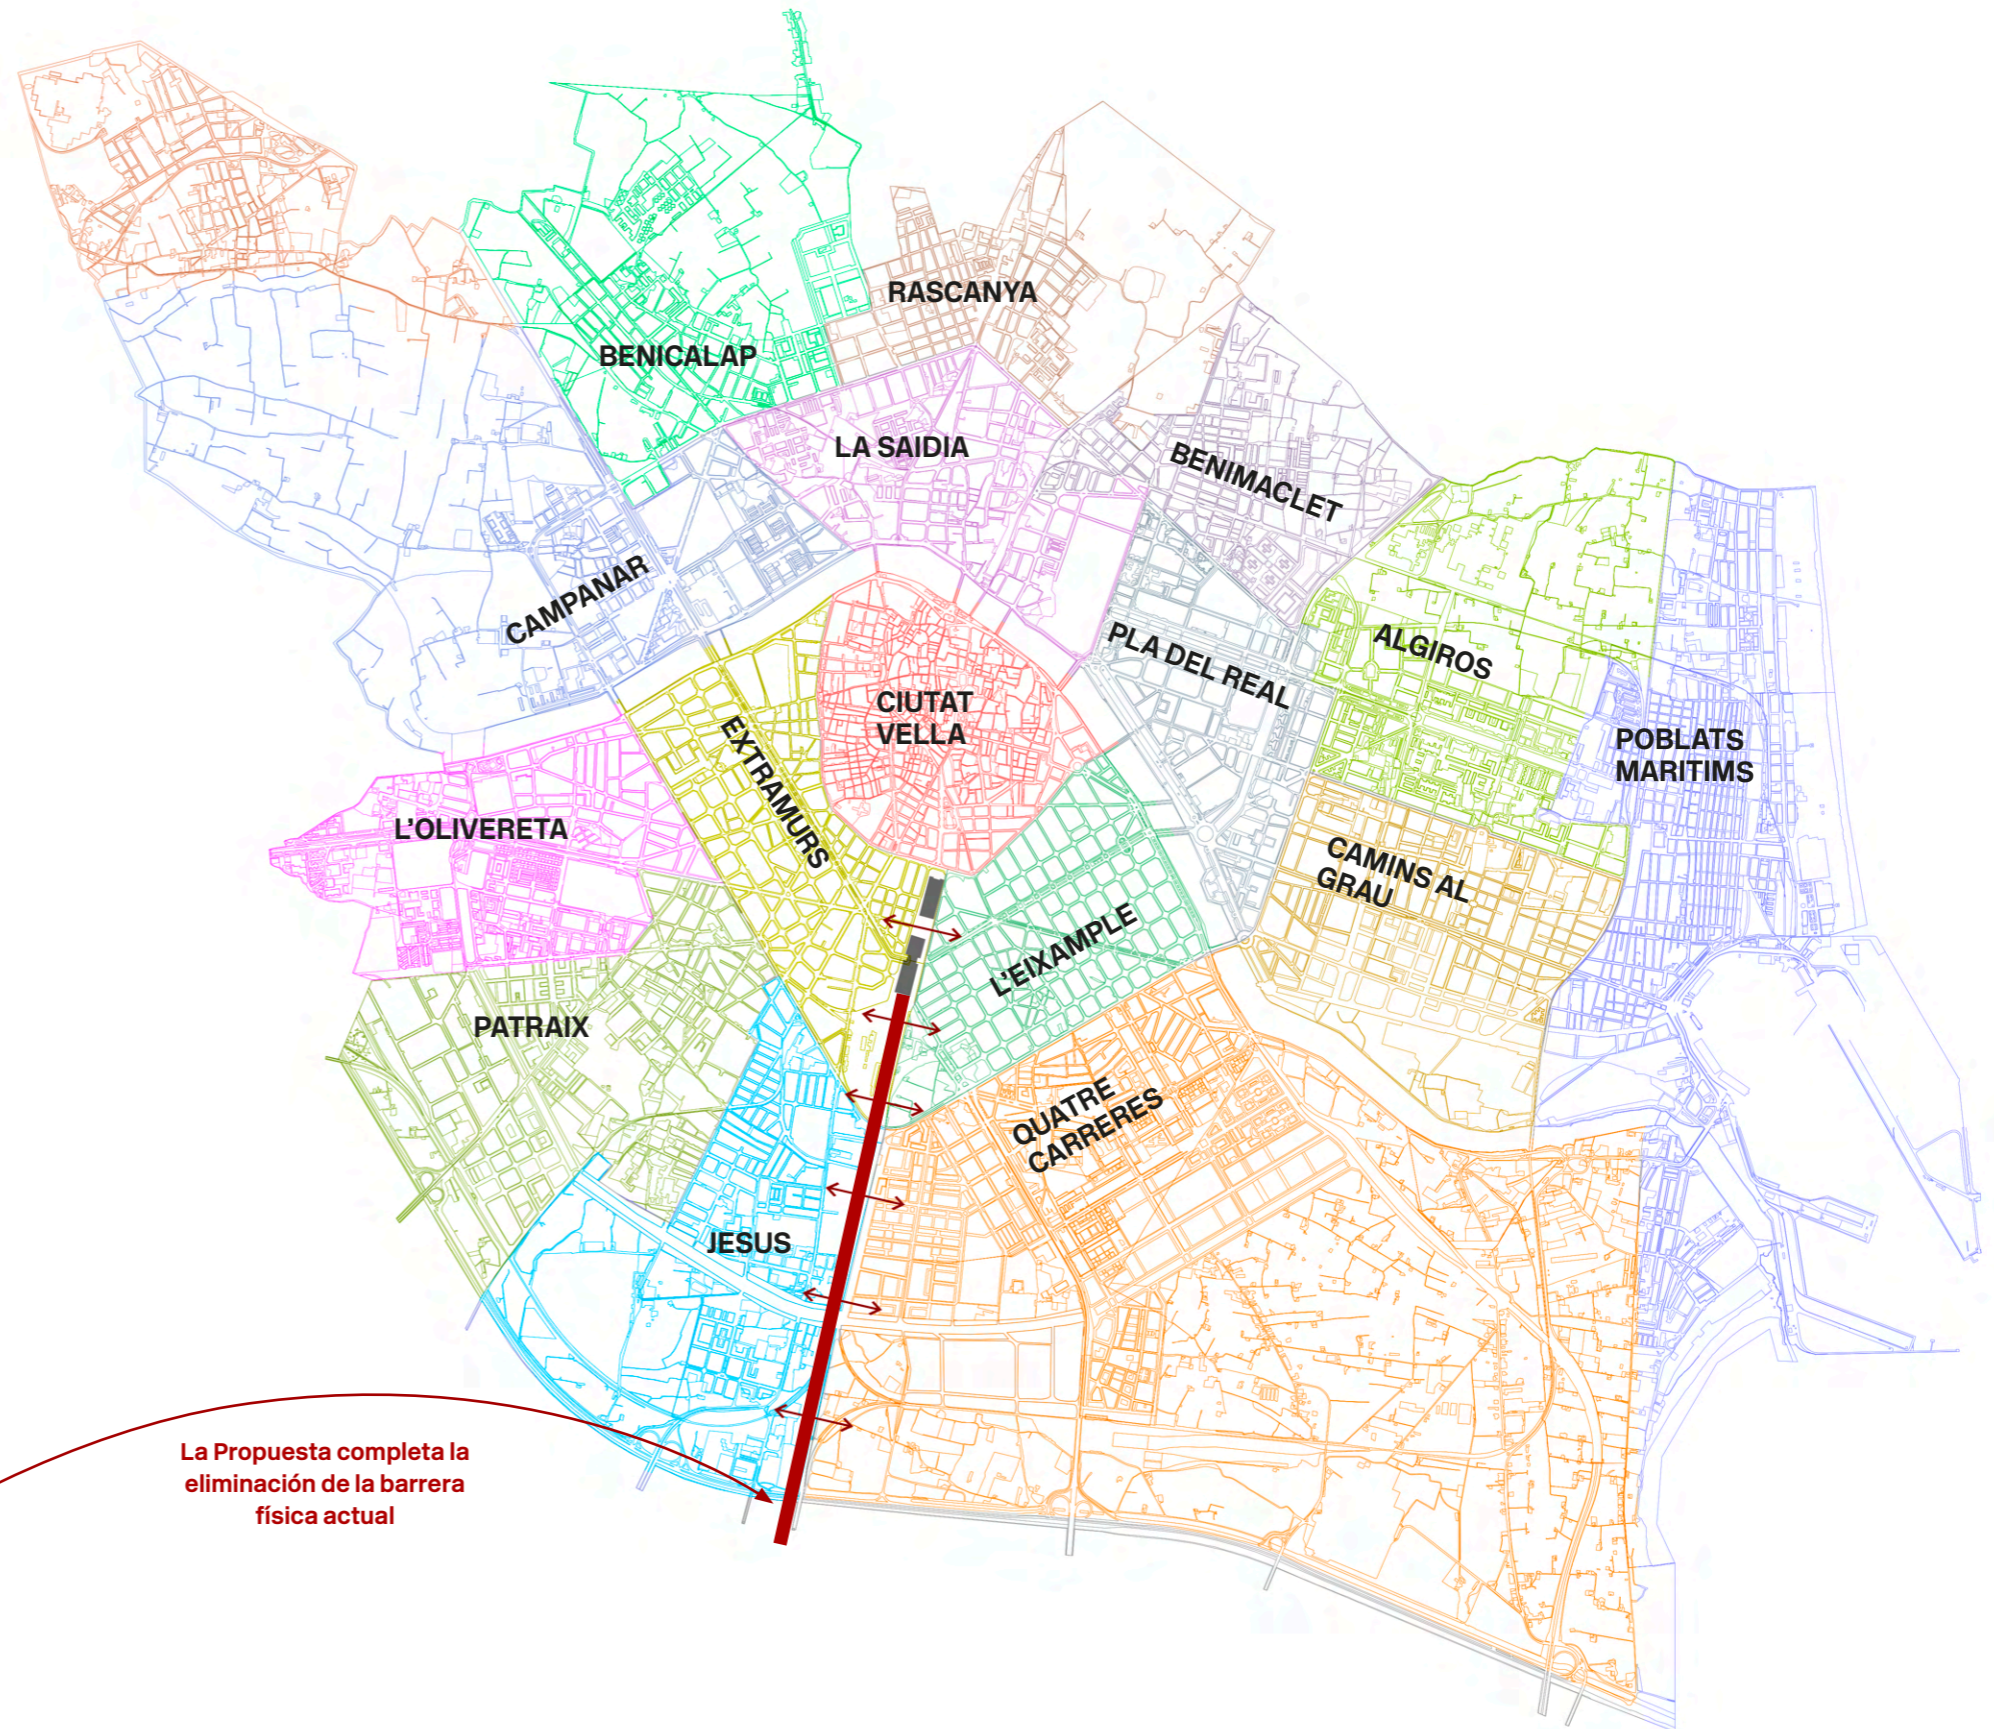 RASCANYA
BENICALAP
LA SAIDIA
BENIMACLET
CAMPANAR
PLA DEL REAL
ALGIROS
CIUTAT
VELLA
EXTRAMURS
POBLATS
MARITIMS
L'OLIVERETA
CAMINS AL
GRAU
L'EIXAMPLE
PATRAIX
QUATRE
CARRERES
JESUS
La Propuesta completa la
eliminación de la barrera
física actual